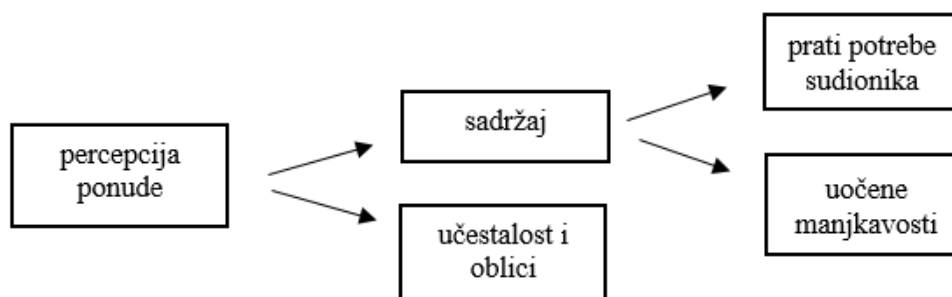 percepcija
ponude
sadržaj
učestalost i
oblici
prati potrebe
sudionika
uočene
manjkavosti